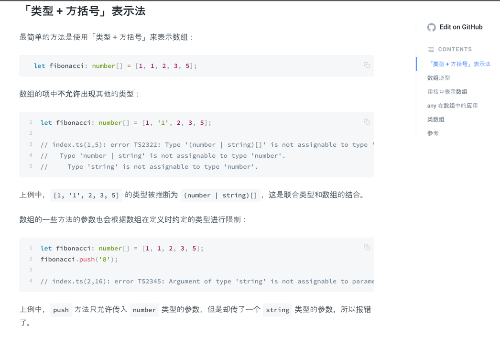 「类型 + 方括号」表示法
Edit on GitHub
最简单的方法是使用「类型 + 方括号」来表示数组：
CONTENTS
「类型 + 方括号」表示法
let fibonacci: number[] = [1, 1, 2, 3, 5];
数组泛型
用接口表示数组
数组的项中不允许出现其他的类型：
any 在数组中的应用
类数组
let fibonacci: number[] = [1, '1', 2, 3, 5];
参考
// index.ts(1,5): error TS2322: Type '(number | string)[]' is not assignable to type '
//   Type 'number | string' is not assignable to type 'number'.
//     Type 'string' is not assignable to type 'number'.
上例中， [1, '1', 2, 3, 5] 的类型被推断为 (number | string)[] ，这是联合类型和数组的结合。
数组的一些方法的参数也会根据数组在定义时约定的类型进行限制：
let fibonacci: number[] = [1, 1, 2, 3, 5];
fibonacci.push('8');
// index.ts(2,16): error TS2345: Argument of type 'string' is not assignable to parame
上例中， push 方法只允许传入 number 类型的参数，但是却传了一个 string 类型的参数，所以报错
了。